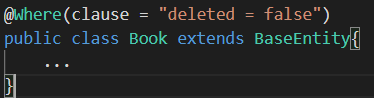 @Where(clause = "deleted = false")
public class Book extends BaseEntity{
    ...
}